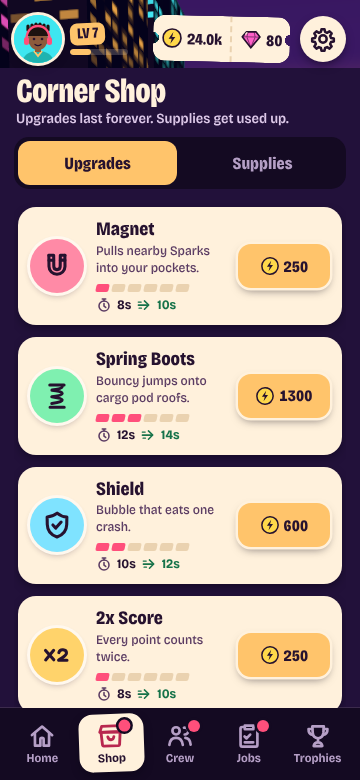 LV 7
24.0k
80
Corner Shop
Upgrades last forever. Supplies get used up.
Upgrades
Supplies
Magnet
Pulls nearby Sparks
into your pockets.
8s
10s
250
Spring Boots
Bouncy jumps onto
cargo pod roofs.
12s
14s
1300
Shield
Bubble that eats one
crash.
10s
12s
600
x2
2x Score
Every point counts
twice.
8s
10s
250
Home
Shop
Crew
Jobs
Trophies